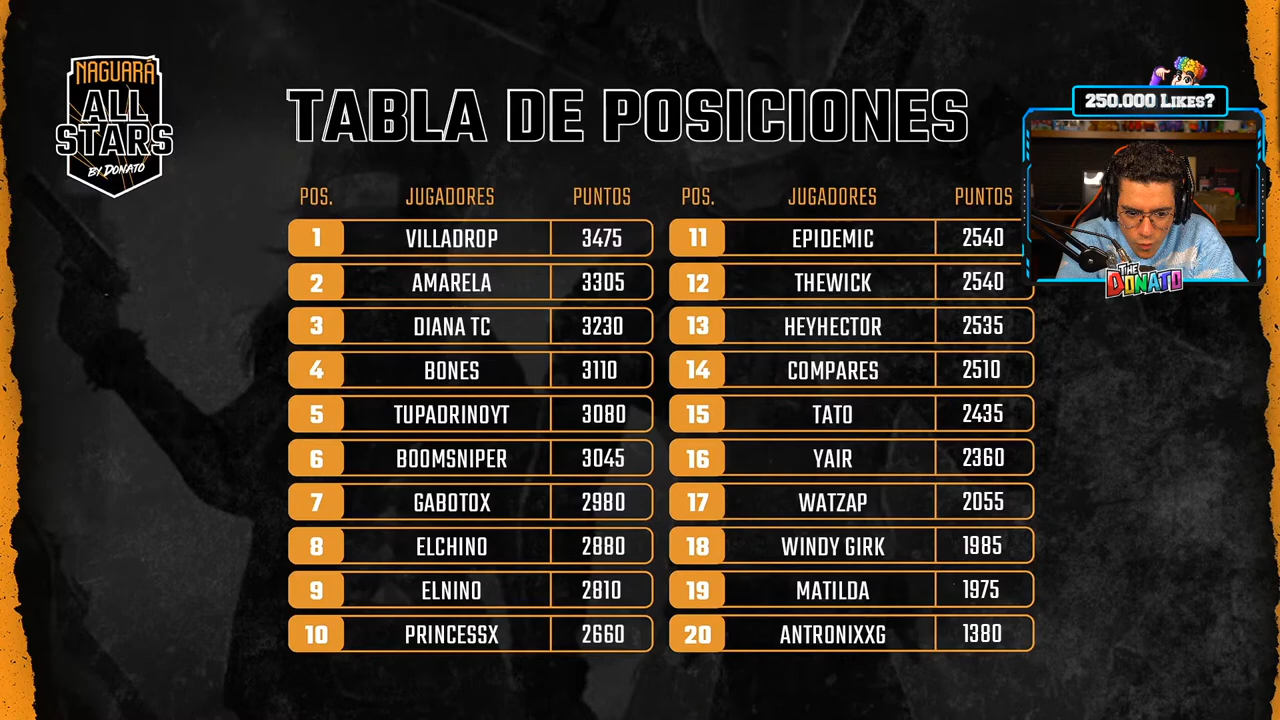 NAGUARÁ
ALL
STARS
BY DONATO
TABLA DE POSICIONES
250.000 LIKES?
THE
DONATO
POS. JUGADORES PUNTOS
1 VILLADROP 3475
2 AMARELA 3305
3 DIANA TC 3230
4 BONES 3110
5 TUPADRINOYT 3080
6 BOOMSNIPER 3045
7 GABOTOX 2980
8 ELCHINO 2880
9 ELNINO 2810
10 PRINCESSX 2660
POS. JUGADORES PUNTOS
11 EPIDEMIC 2540
12 THEWICK 2540
13 HEYHECTOR 2535
14 COMPARES 2510
15 TATO 2435
16 YAIR 2360
17 WATZAP 2055
18 WINDY GIRK 1985
19 MATILDA 1975
20 ANTRONIXXG 1380